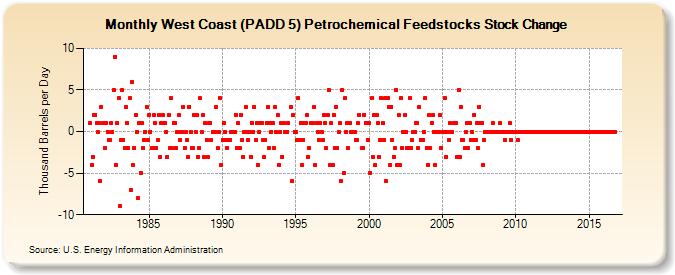 Monthly West Coast (PADD 5) Petrochemical Feedstocks Stock Change
Thousand Barrels per Day
10
5
0
-5
-10
1985 1990 1995 2000 2005 2010 2015
Source: U.S. Energy Information Administration